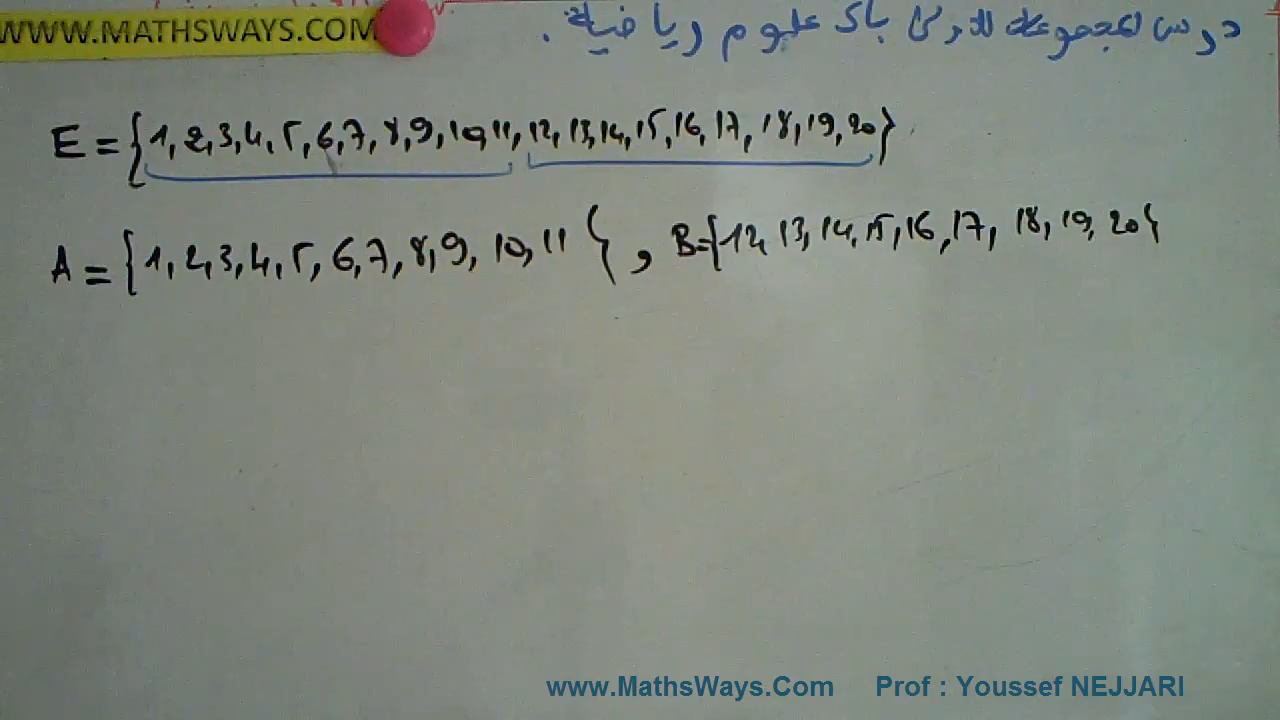 WWW.MATHSWAYS.COM
درس المجموعات الاولى باك علوم رياضية .
E = {1, 2, 3, 4, 5, 6, 7, 8, 9, 10, 11, 12, 13, 14, 15, 16, 17, 18, 19, 20}
A = {1, 2, 3, 4, 5, 6, 7, 8, 9, 10, 11} , B = {12, 13, 14, 15, 16, 17, 18, 19, 20}
www.MathsWays.Com Prof : Youssef NEJJARI